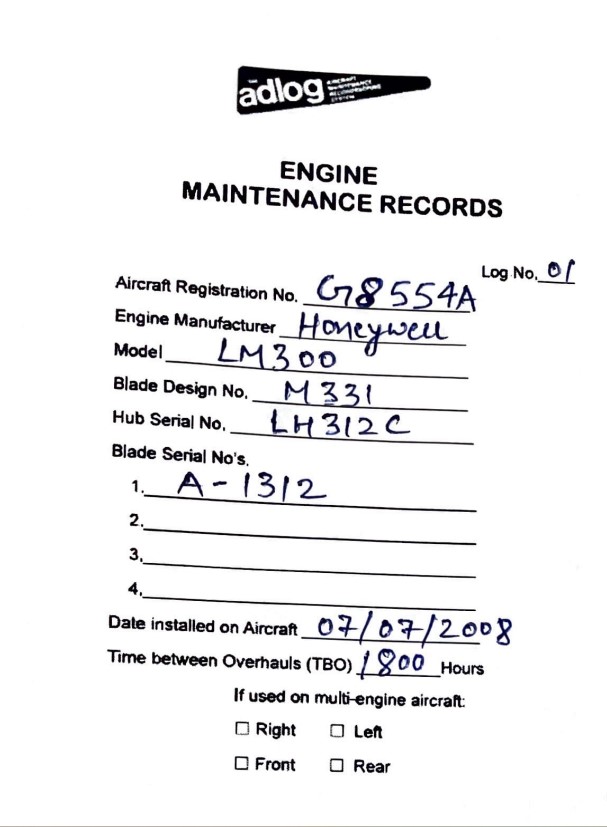 THE
adlog
AIRCRAFT
MAINTENANCE
RECORDKEEPING
SYSTEM
ENGINE
MAINTENANCE RECORDS
Log No. 01
Aircraft Registration No. G8554A
Engine Manufacturer Honeywell
Model LM300
Blade Design No. M331
Hub Serial No. LH312C
Blade Serial No's.
1. A-1312
2.
3.
4.
Date installed on Aircraft 07/07/2008
Time between Overhauls (TBO) 1800 Hours
If used on multi-engine aircraft:
☐ Right ☐ Left
☐ Front ☐ Rear